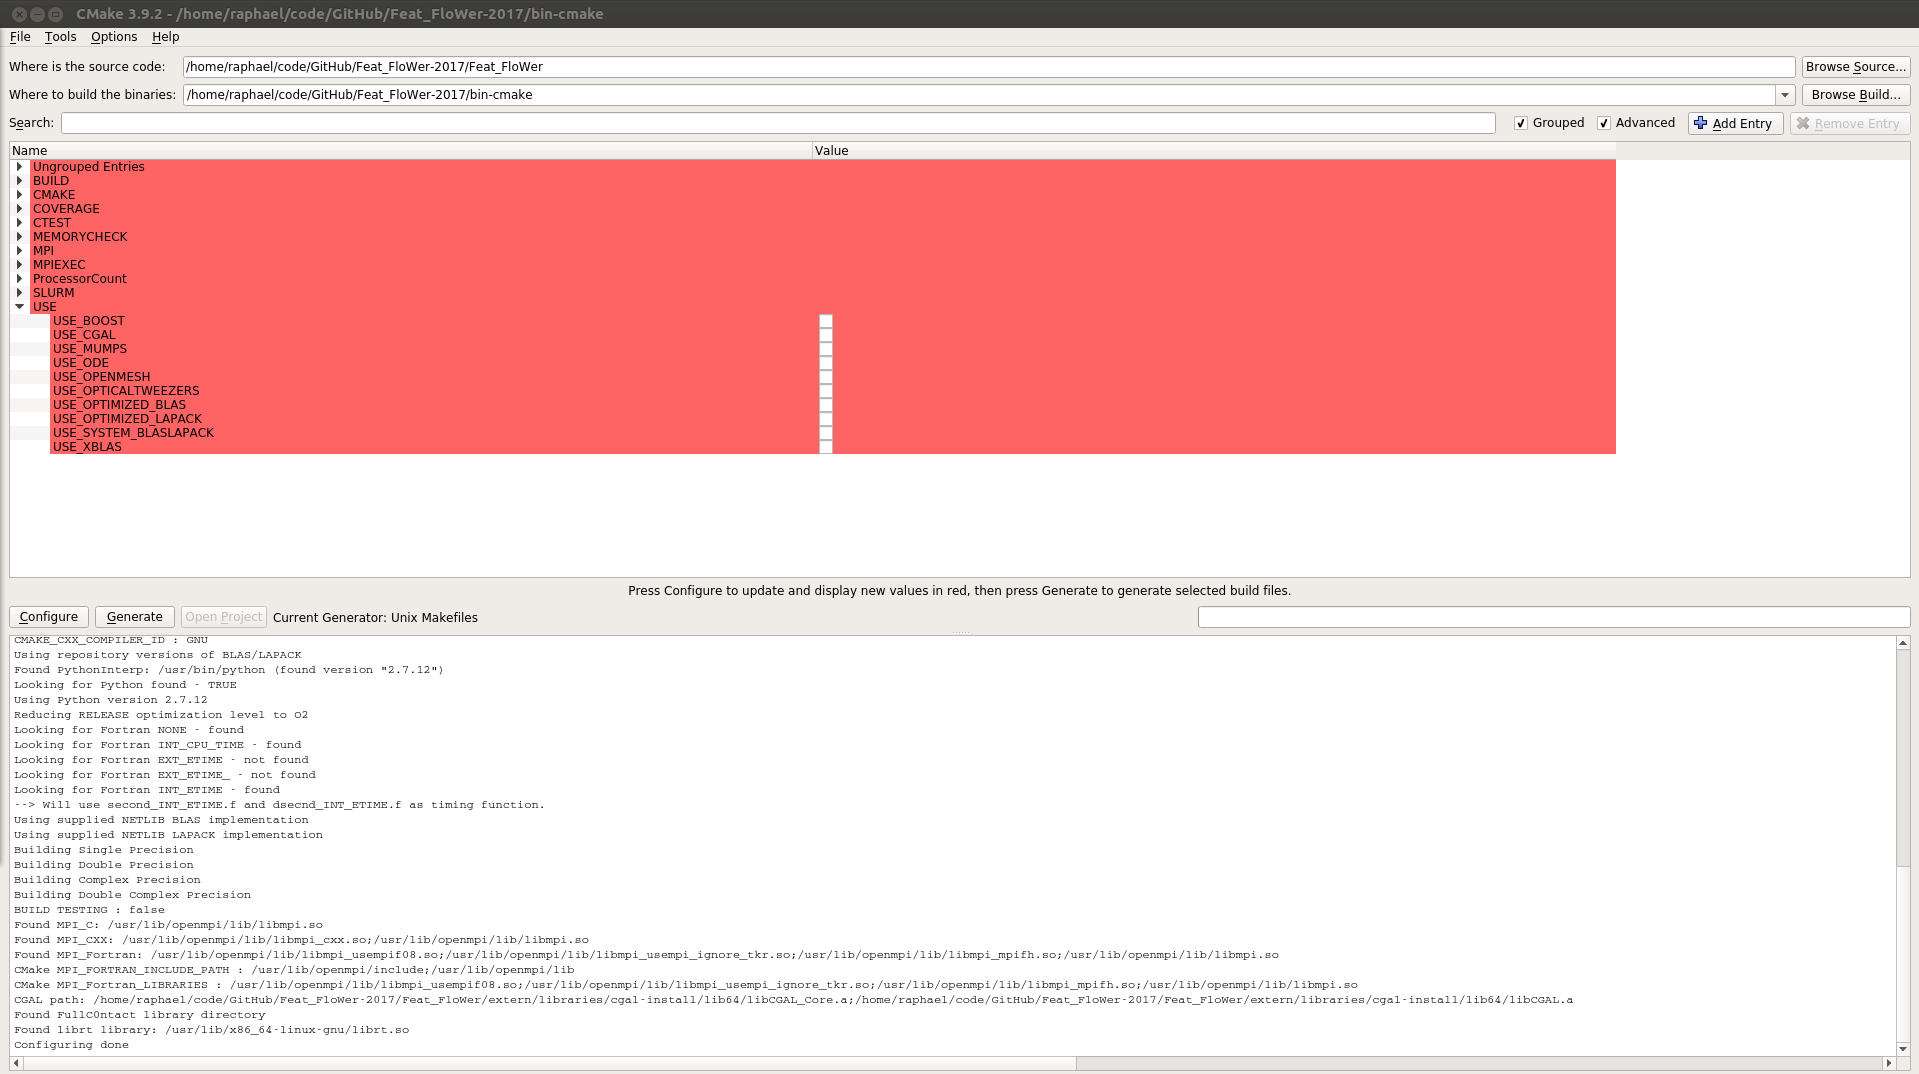 CMake 3.9.2 - /home/raphael/code/GitHub/Feat_FloWer-2017/bin-cmake
File Tools Options Help
Where is the source code: /home/raphael/code/GitHub/Feat_FloWer-2017/Feat_FloWer Browse Source...
Where to build the binaries: /home/raphael/code/GitHub/Feat_FloWer-2017/bin-cmake Browse Build...
Search: Grouped Advanced Add Entry Remove Entry
Name Value
Ungrouped Entries
BUILD
CMAKE
COVERAGE
CTEST
MEMORYCHECK
MPI
MPIEXEC
ProcessorCount
SLURM
USE
USE_BOOST
USE_CGAL
USE_MUMPS
USE_ODE
USE_OPENMESH
USE_OPTICALTWEEZERS
USE_OPTIMIZED_BLAS
USE_OPTIMIZED_LAPACK
USE_SYSTEM_BLASLAPACK
USE_XBLAS
Press Configure to update and display new values in red, then press Generate to generate selected build files.
Configure Generate Open Project Current Generator: Unix Makefiles
CMAKE_CXX_COMPILER_ID : GNU
Using repository versions of BLAS/LAPACK
Found PythonInterp: /usr/bin/python (found version "2.7.12")
Looking for Python found - TRUE
Using Python version 2.7.12
Reducing RELEASE optimization level to O2
Looking for Fortran NONE - found
Looking for Fortran INT_CPU_TIME - found
Looking for Fortran EXT_ETIME - not found
Looking for Fortran EXT_ETIME_ - not found
Looking for Fortran INT_ETIME - found
--> Will use second_INT_ETIME.f and dsecnd_INT_ETIME.f as timing function.
Using supplied NETLIB BLAS implementation
Using supplied NETLIB LAPACK implementation
Building Single Precision
Building Double Precision
Building Complex Precision
Building Double Complex Precision
BUILD TESTING : false
Found MPI_C: /usr/lib/openmpi/lib/libmpi.so
Found MPI_CXX: /usr/lib/openmpi/lib/libmpi_cxx.so;/usr/lib/openmpi/lib/libmpi.so
Found MPI_Fortran: /usr/lib/openmpi/lib/libmpi_usempif08.so;/usr/lib/openmpi/lib/libmpi_usempi_ignore_tkr.so;/usr/lib/openmpi/lib/libmpi_mpifh.so;/usr/lib/openmpi/lib/libmpi.so
CMake MPI_FORTRAN_INCLUDE_PATH : /usr/lib/openmpi/include;/usr/lib/openmpi/lib
CMake MPI_Fortran_LIBRARIES : /usr/lib/openmpi/lib/libmpi_usempif08.so;/usr/lib/openmpi/lib/libmpi_usempi_ignore_tkr.so;/usr/lib/openmpi/lib/libmpi_mpifh.so;/usr/lib/openmpi/lib/libmpi.so
CGAL path: /home/raphael/code/GitHub/Feat_FloWer-2017/Feat_FloWer/extern/libraries/cgal-install/lib64/libCGAL_Core.a;/home/raphael/code/GitHub/Feat_FloWer-2017/Feat_FloWer/extern/libraries/cgal-install/lib64/libCGAL.a
Found FullC0ntact library directory
Found librt library: /usr/lib/x86_64-linux-gnu/librt.so
Configuring done